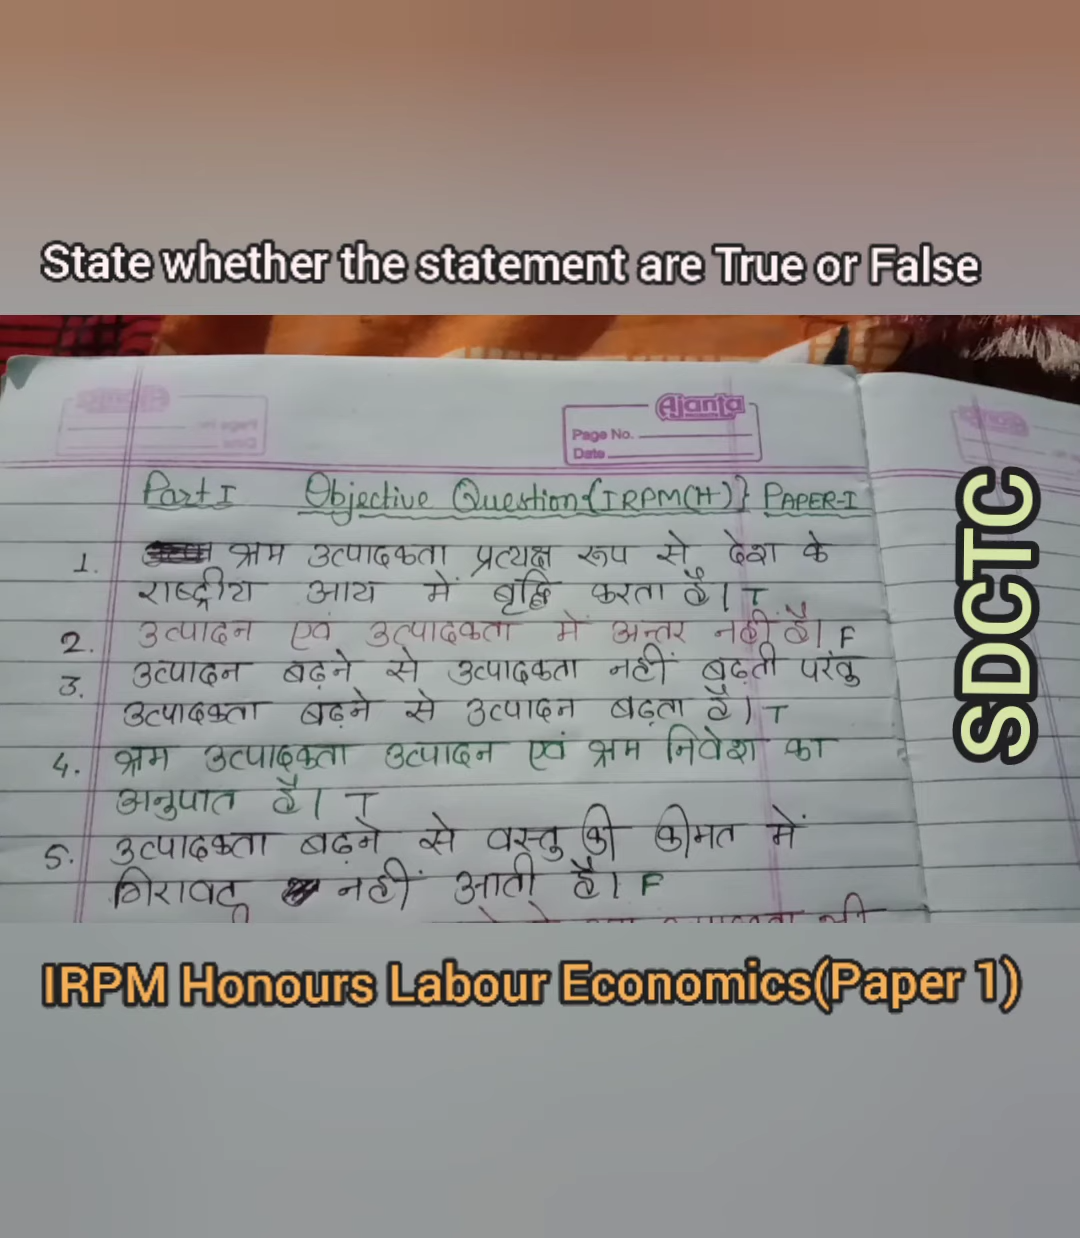 State whether the statement are True or False
Ajanta
Page No.
Date
Part I Objective Question {IRPM(H)} PAPER-I
1. श्रम उत्पादकता प्रत्यक्ष रूप से देश के
राष्ट्रीय आय में बृद्धि करता है। T
2. उत्पादन एवं उत्पादकता में अन्तर नहीं है। F
3. उत्पादन बढ़ने से उत्पादकता नहीं बढ़ती परंतु
उत्पादकता बढ़ने से उत्पादन बढ़ता है। T
4. श्रम उत्पादकता उत्पादन एवं श्रम निवेश का
अनुपात है। T
5. उत्पादकता बढ़ने से वस्तु की कीमत में
गिरावट नहीं आती है। F
SDCTC
IRPM Honours Labour Economics(Paper 1)